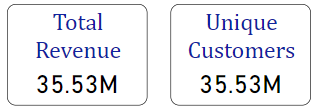 Total
Revenue
35.53M
Unique
Customers
35.53M